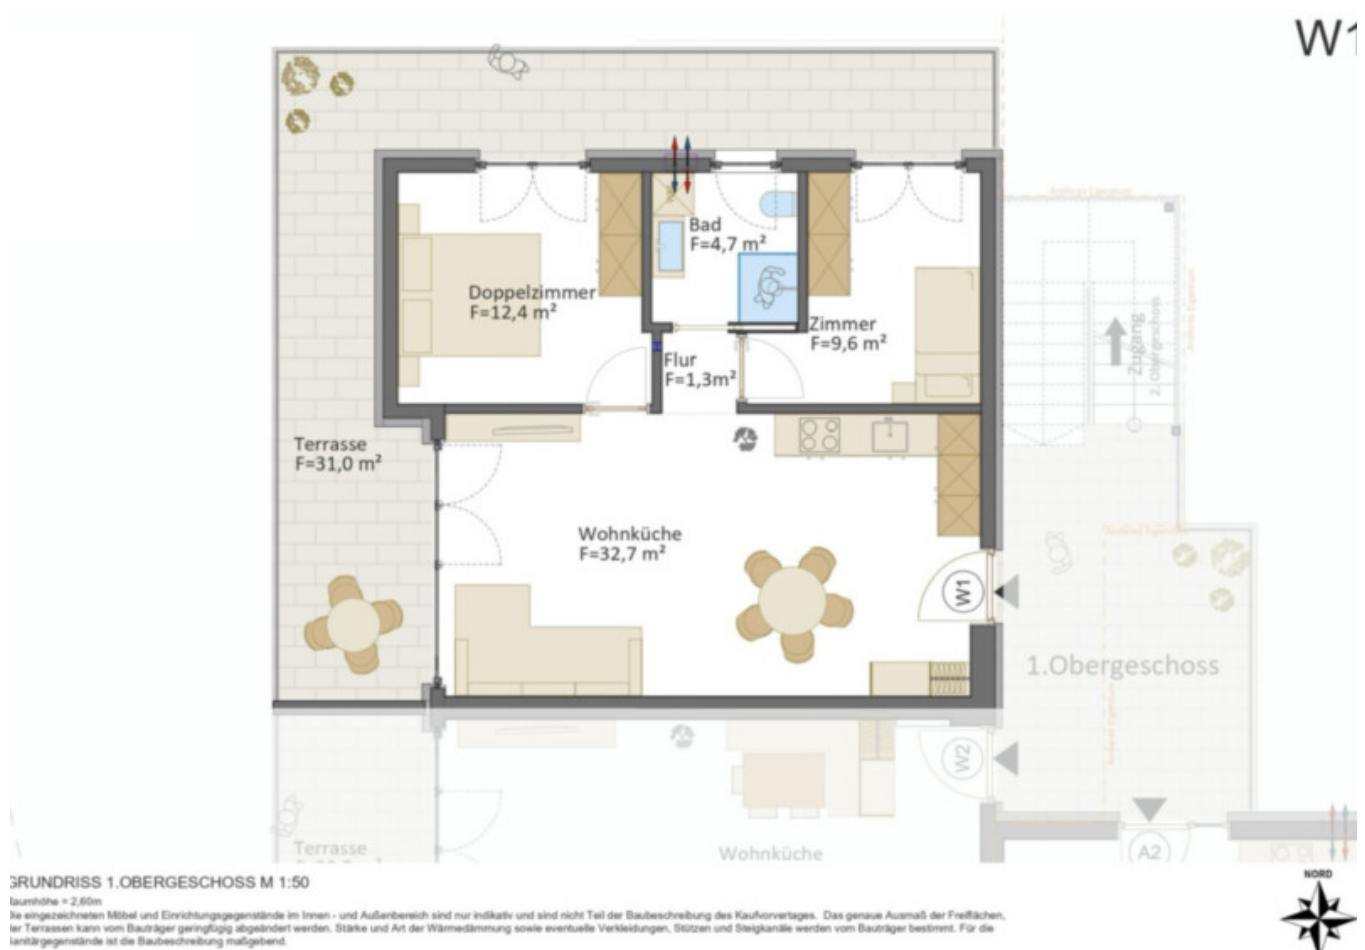 W1
Andreas Eigentum
Bad
F=4,7 m²
Doppelzimmer
F=12,4 m²
Zimmer
F=9,6 m²
Zugang
2. Obergeschoss
Flur
F=1,3m²
Terrasse
F=31,0 m²
Wohnküche
F=32,7 m²
W1
1.Obergeschoss
W2
Terrasse
Wohnküche
A2
GRUNDRISS 1.OBERGESCHOSS M 1:50
NORD
Raumhöhe = 2,60m
eingezeichneten Möbel und Einrichtungsgegenstände im Innen - und Außenbereich sind nur indikativ und sind nicht Teil der Baubeschreibung des Kaufvorvertages. Das genaue Ausmaß der Freiflächen,
der Terrassen kann vom Bauträger geringfügig abgeändert werden. Stärke und Art der Wärmedämmung sowie eventuelle Verkleidungen, Stützen und Steigkanäle werden vom Bauträger bestimmt. Für die
Sanitärgegenstände ist die Baubeschreibung maßgebend.